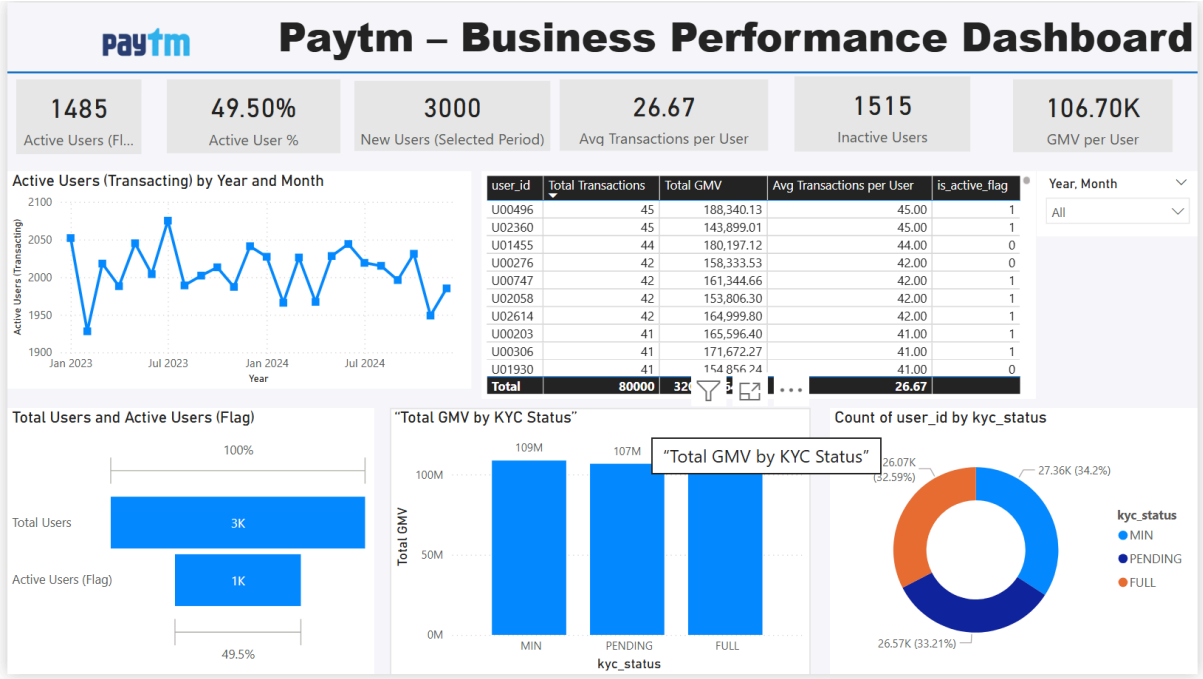 paytm
Paytm – Business Performance Dashboard
1485
Active Users (Fl...
49.50%
Active User %
3000
New Users (Selected Period)
26.67
Avg Transactions per User
1515
Inactive Users
106.70K
GMV per User
Active Users (Transacting) by Year and Month
Active Users (Transacting)
2100
2050
2000
1950
1900
Jan 2023 Jul 2023 Jan 2024 Jul 2024
Year
user_id Total Transactions Total GMV Avg Transactions per User is_active_flag
U00496 45 188,340.13 45.00 1
U02360 45 143,899.01 45.00 1
U01455 44 180,197.12 44.00 0
U00276 42 158,333.53 42.00 0
U00747 42 161,344.66 42.00 1
U02058 42 153,806.30 42.00 1
U02614 42 164,999.80 42.00 1
U00203 41 165,596.40 41.00 1
U00306 41 171,672.27 41.00 1
U01930 41 154,856.24 41.00 0
Total 80000 26.67
Year, Month
All
Total Users and Active Users (Flag)
100%
Total Users 3K
Active Users (Flag) 1K
49.5%
“Total GMV by KYC Status”
Total GMV
109M
107M
“Total GMV by KYC Status”
100M
50M
0M
MIN PENDING FULL
kyc_status
Count of user_id by kyc_status
26.07K
(32.59%)
27.36K (34.2%)
26.57K (33.21%)
kyc_status
MIN
PENDING
FULL